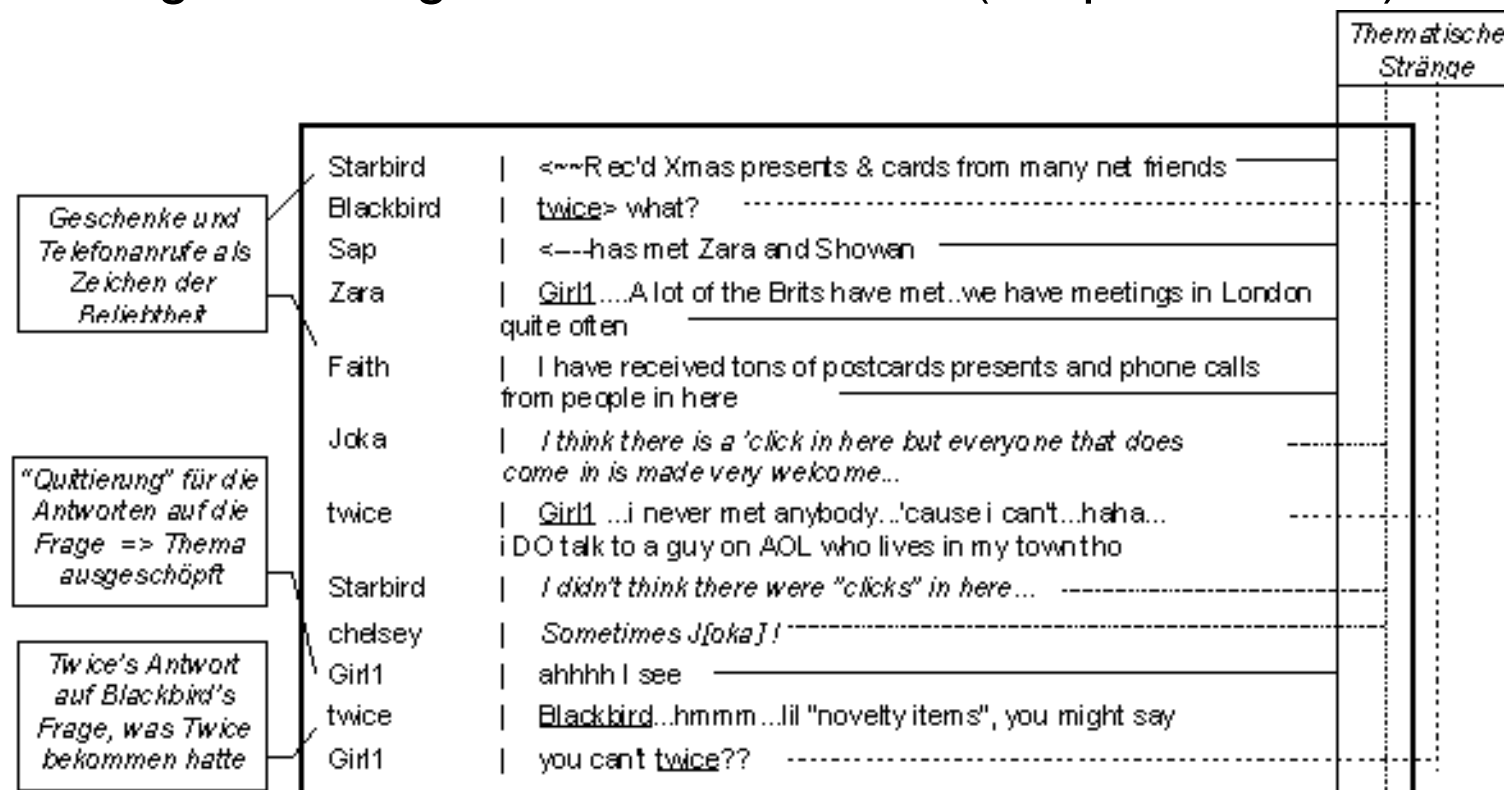 Thematische
Stränge
Starbird | <~~Rec'd Xmas presents & cards from many net friends
Blackbird | twice> what?
Sap | <----has met Zara and Showan
Zara | Girl1....A lot of the Brits have met..we have meetings in London
quite often
Faith | I have received tons of postcards presents and phone calls
from people in here
Joka | I think there is a 'click in here but everyone that does
come in is made very welcome...
twice | Girl1 ...i never met anybody...'cause i can't...haha...
i DO talk to a guy on AOL who lives in my town tho
Starbird | I didn't think there were "clicks" in here...
chelsey | Sometimes J[oka] !
Girl1 | ahhhh I see
twice | Blackbird...hmmm...lil "novelty items", you might say
Girl1 | you can't twice??
Geschenke und
Telefonanrufe als
Zeichen der
Beliebtheit
"Quittierung" für die
Antworten auf die
Frage => Thema
ausgeschöpft
Twice's Antwort
auf Blackbird's
Frage, was Twice
bekommen hatte